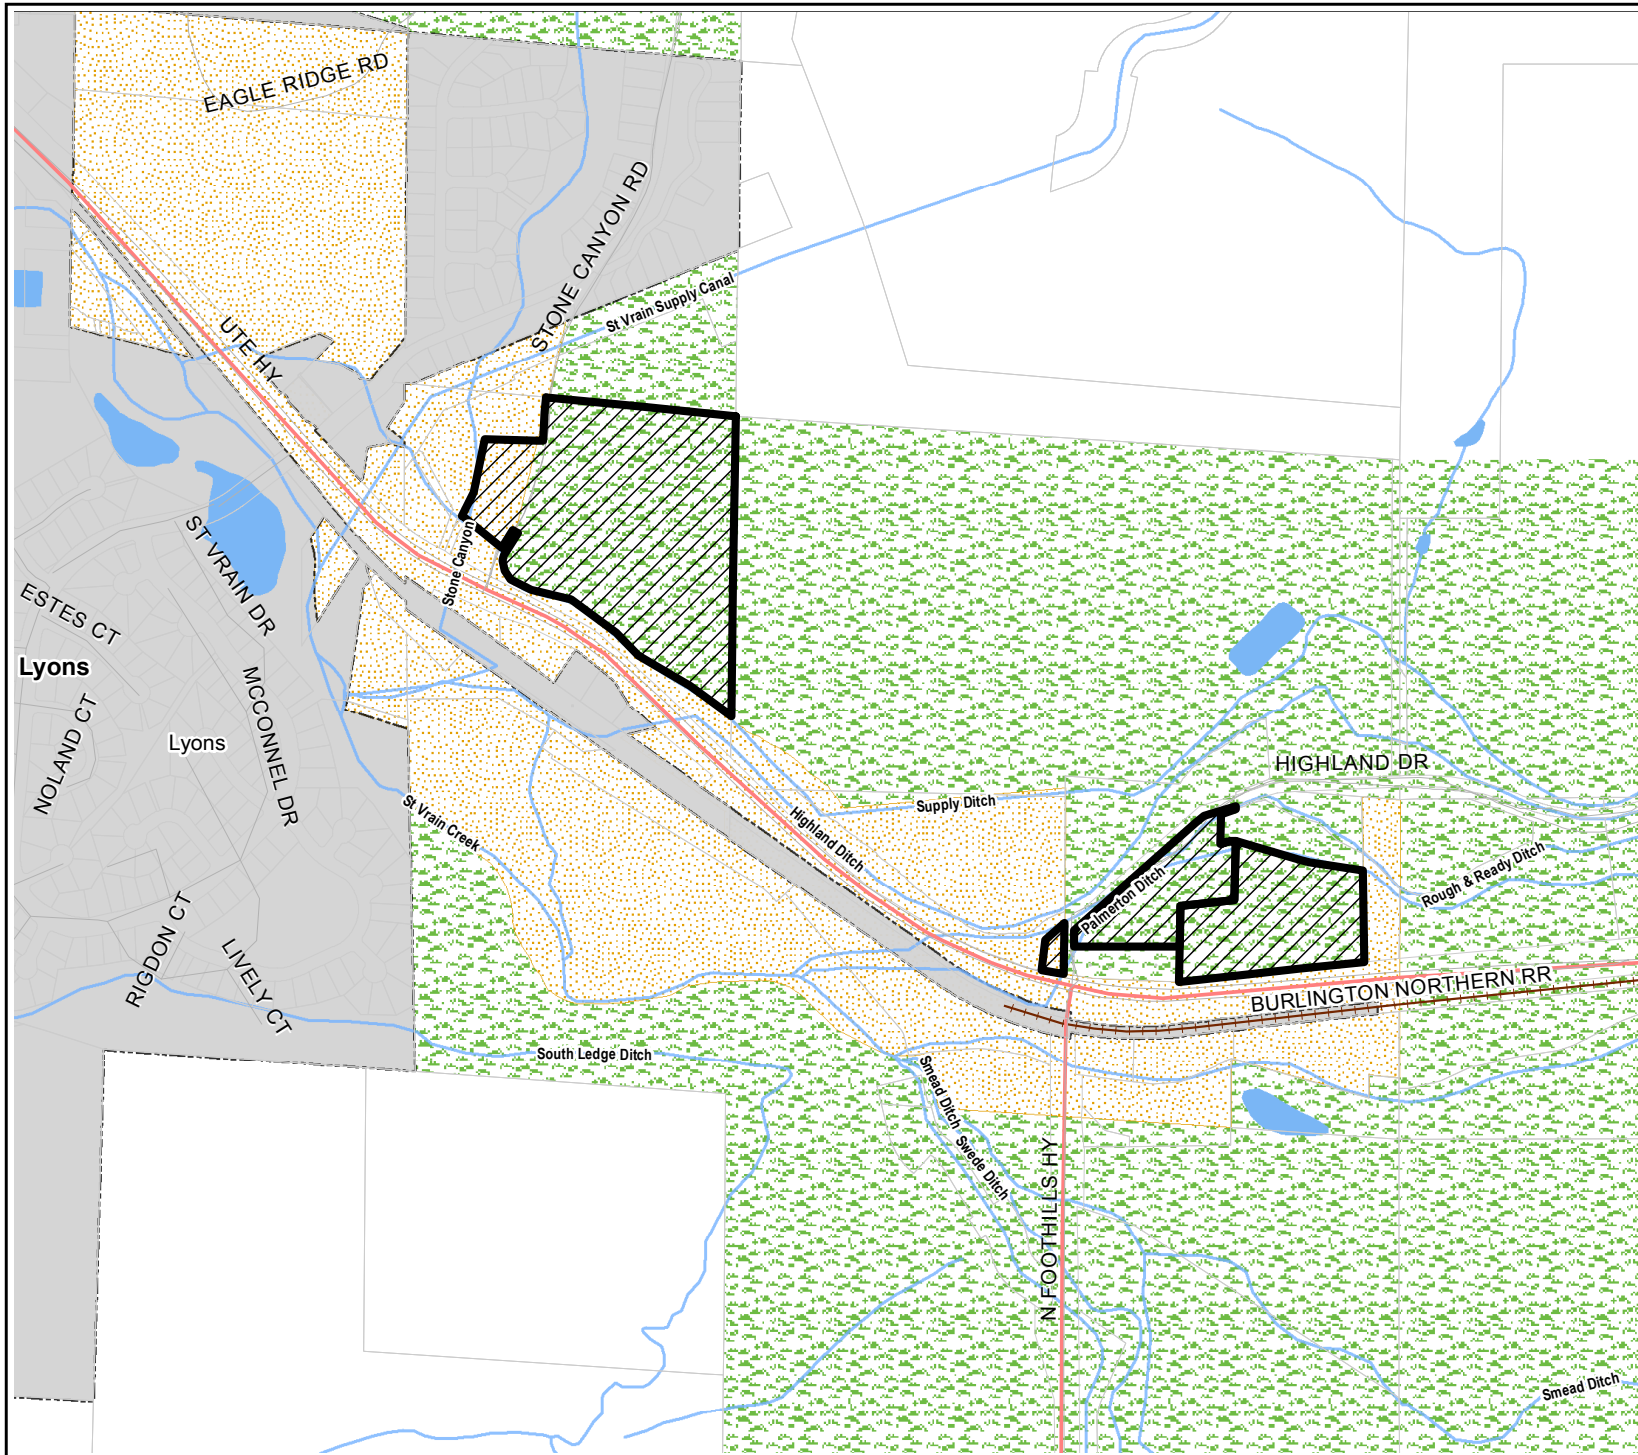 EAGLE RIDGE RD
STONE CANYON RD
St Vrain Supply Canal
UTE HY
Stone Canyon
ST VRAIN DR
ESTES CT
Lyons
MCCONNEL DR
NOLAND CT
Lyons
HIGHLAND DR
St Vrain Creek
Supply Ditch
Highland Ditch
Palmerton Ditch
Rough & Ready Ditch
RIGDON CT
LIVELY CT
BURLINGTON NORTHERN RR
South Ledge Ditch
Smead Ditch
Swede Ditch
N FOOTHILLS HY
Smead Ditch